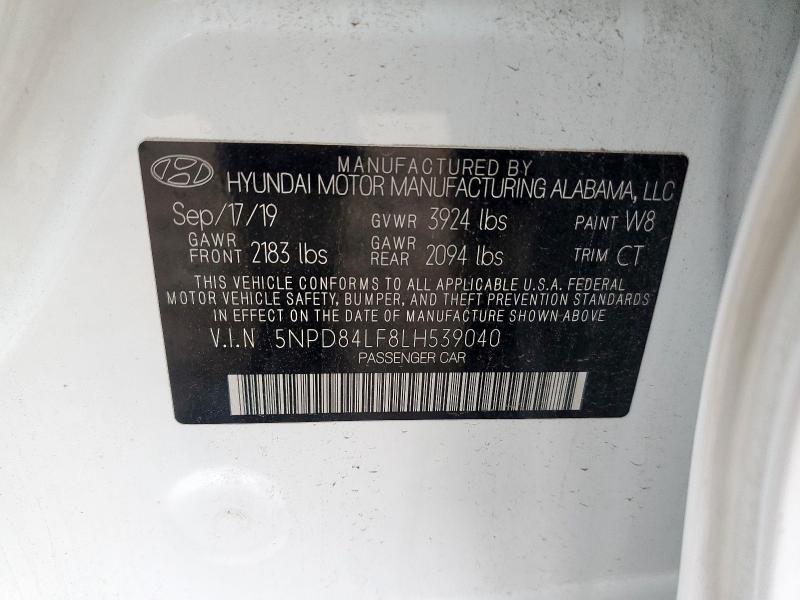 MANUFACTURED BY
HYUNDAI MOTOR MANUFACTURING ALABAMA, LLC
Sep/17/19 GVWR 3924 lbs PAINT W8
GAWR FRONT 2183 lbs GAWR REAR 2094 lbs TRIM CT
THIS VEHICLE CONFORMS TO ALL APPLICABLE U.S.A. FEDERAL
MOTOR VEHICLE SAFETY, BUMPER, AND THEFT PREVENTION STANDARDS
IN EFFECT ON THE DATE OF MANUFACTURE SHOWN ABOVE
V.I.N 5NPD84LF8LH539040
PASSENGER CAR